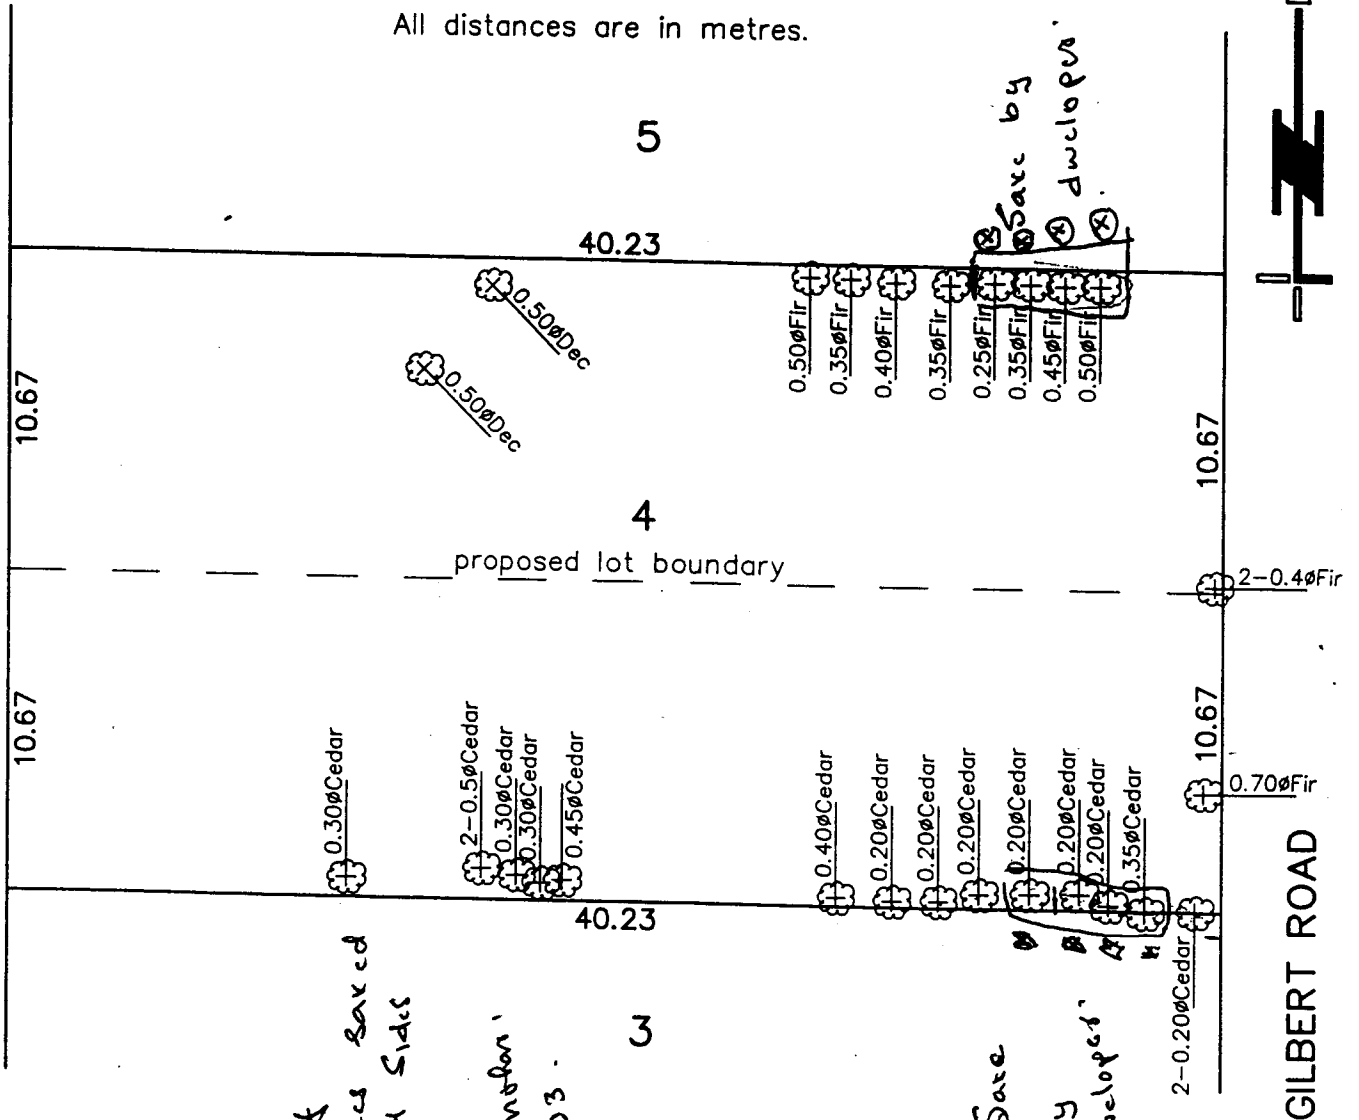 All distances are in metres.
Save by
5
40.23
0.50øDec
0.50øDec
0.50øFir
0.35øFir
0.40øFir
0.35øFir
0.25øFir
0.35øFir
0.45øFir
0.50øFir
10.67
10.67
4
proposed lot boundary
2-0.4øFir
10.67
10.67
0.70øFir
0.30øCedar
2-0.5øCedar
0.30øCedar
0.30øCedar
0.45øCedar
0.40øCedar
0.20øCedar
0.20øCedar
0.20øCedar
0.20øCedar
0.20øCedar
0.20øCedar
0.35øCedar
2-0.20øCedar
40.23
3
Sides
Save
GILBERT ROAD
N